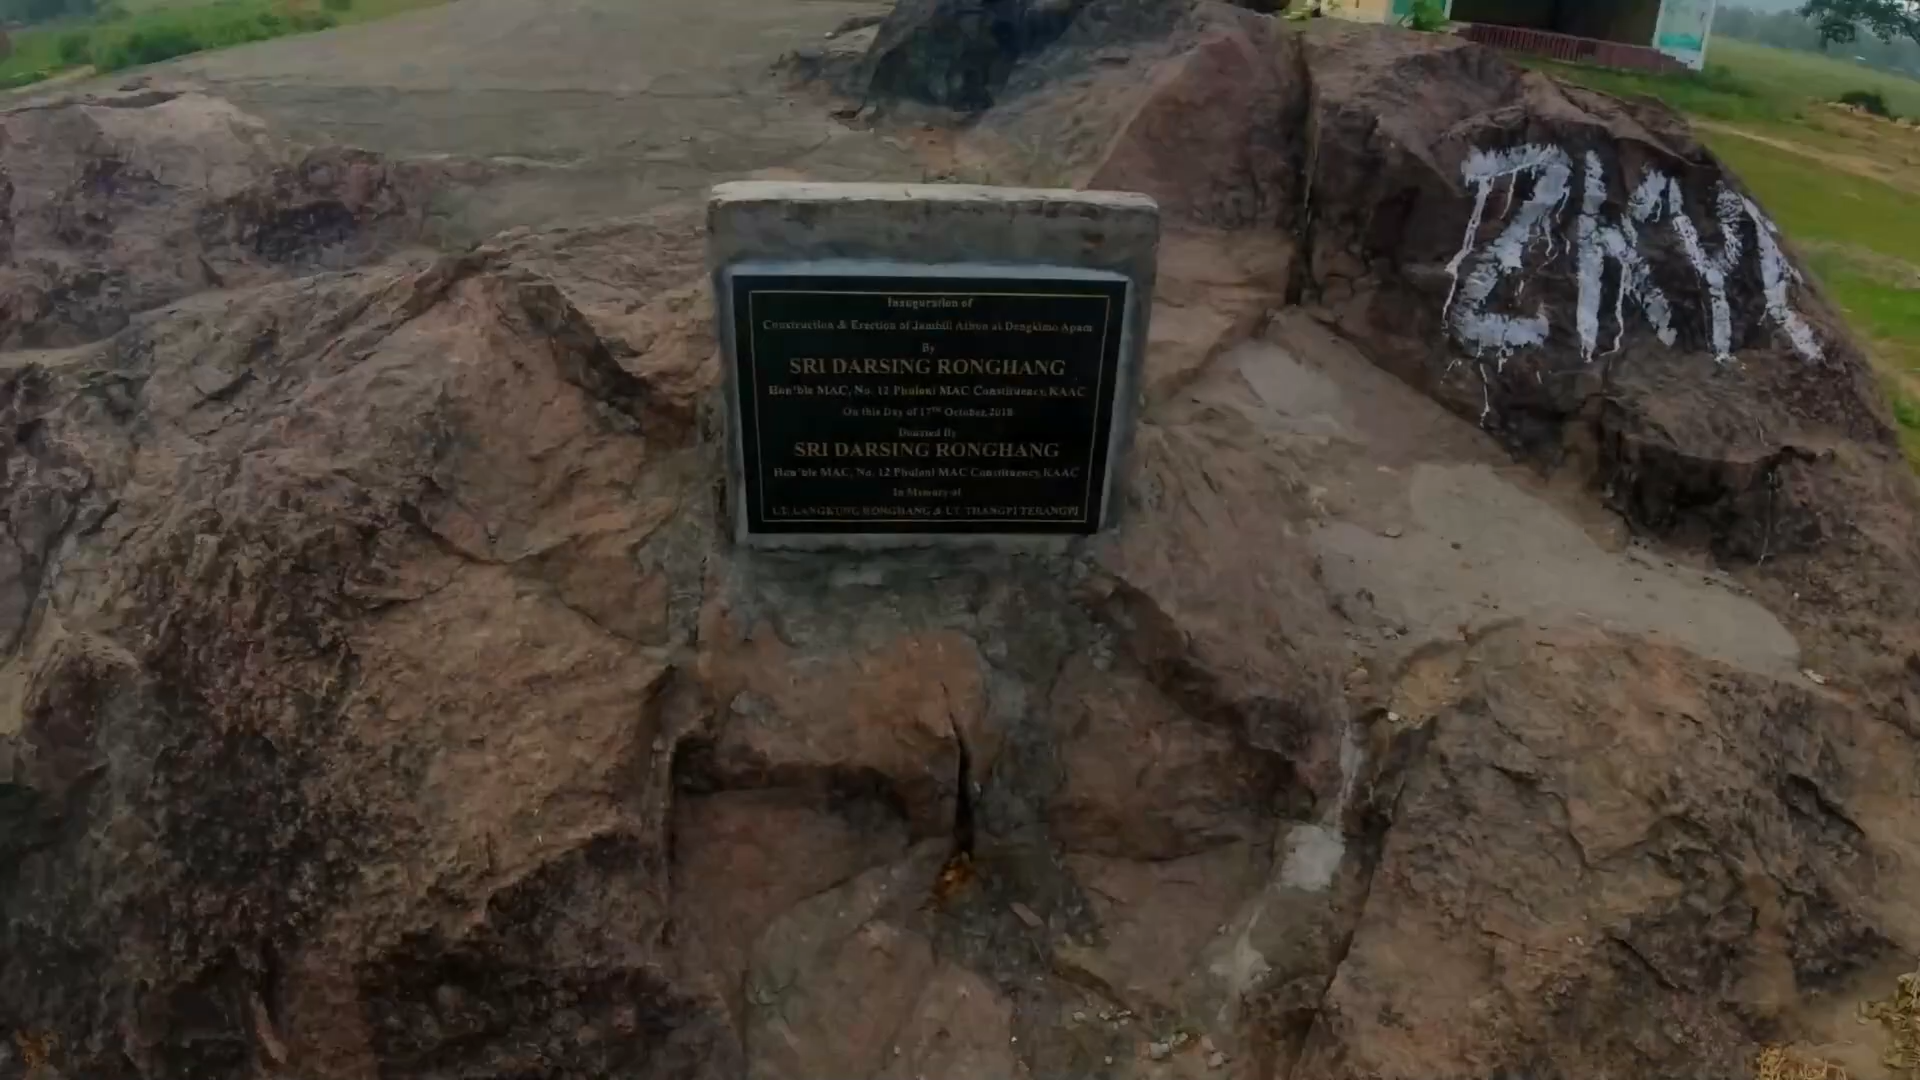 Inauguration of
Construction & Erection of Jambili Athon at Dengkimo Apam
By
SRI DARSING RONGHANG
Hon'ble MAC, No. 12 Phuloni MAC Constituency, KAAC
On this Day of 17TH October, 2018
Donated By
SRI DARSING RONGHANG
Hon'ble MAC, No. 12 Phuloni MAC Constituency, KAAC
In Memory of
LT. LANGKUNG RONGHANG & LT. THANGPI TERANGPI